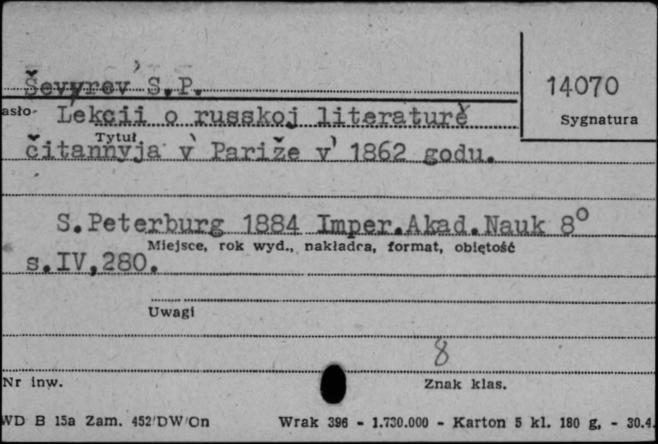 Ševyrev S.P.
14070
asło
Lekcii o russkoj literaturě
Sygnatura
Tytuł
čitannyja v' Pariže v' 1862 godu.
S.Peterburg 1884 Imper.Akad.Nauk 8°
Miejsce, rok wyd., nakładca, format, objętość
s.IV,280.
Uwagi
8
Nr inw.
Znak klas.
WD B 15a Zam. 452/DW/On
Wrak 396 - 1.730.000 - Karton 5 kl. 180 g. - 30.4.